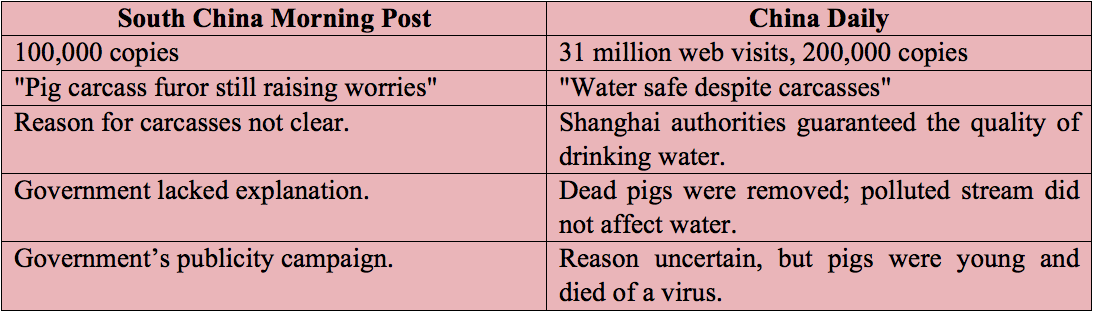 South China Morning Post
China Daily
100,000 copies
31 million web visits, 200,000 copies
"Pig carcass furor still raising worries"
"Water safe despite carcasses"
Reason for carcasses not clear.
Shanghai authorities guaranteed the quality of
drinking water.
Government lacked explanation.
Dead pigs were removed; polluted stream did
not affect water.
Government’s publicity campaign.
Reason uncertain, but pigs were young and
died of a virus.